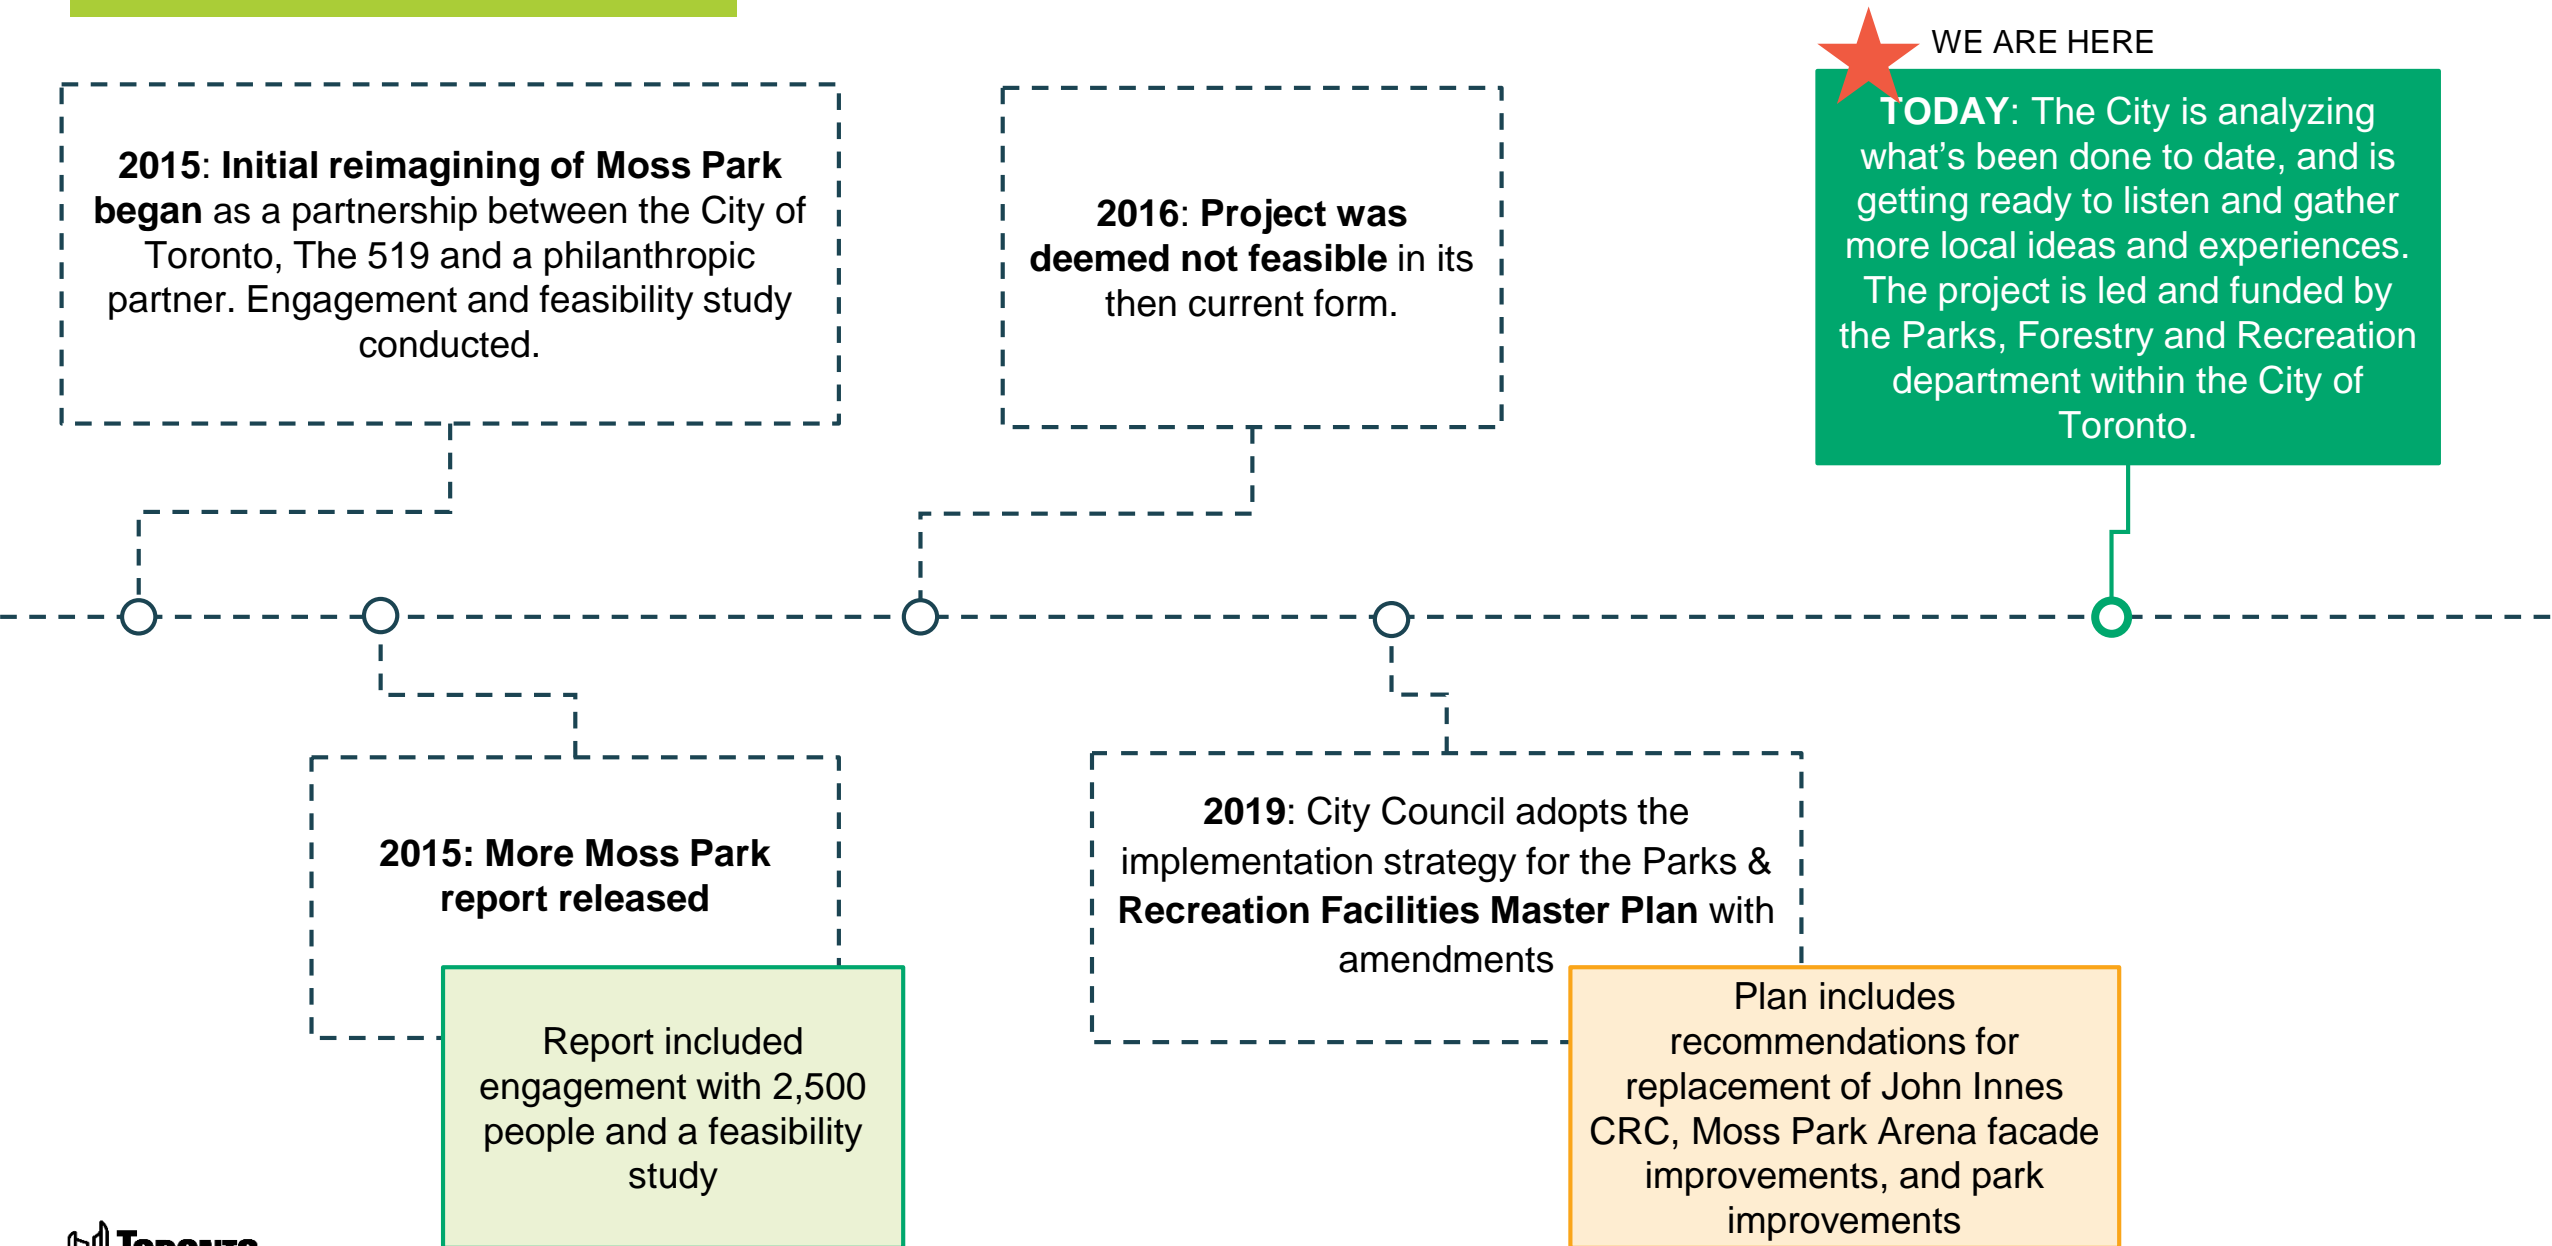 WE ARE HERE
2015: Initial reimagining of Moss Park
began as a partnership between the City of
Toronto, The 519 and a philanthropic
partner. Engagement and feasibility study
conducted.
2016: Project was
deemed not feasible in its
then current form.
TODAY: The City is analyzing
what’s been done to date, and is
getting ready to listen and gather
more local ideas and experiences.
The project is led and funded by
the Parks, Forestry and Recreation
department within the City of
Toronto.
2015: More Moss Park
report released
Report included
engagement with 2,500
people and a feasibility
study
2019: City Council adopts the
implementation strategy for the Parks &
Recreation Facilities Master Plan with
amendments
Plan includes
recommendations for
replacement of John Innes
CRC, Moss Park Arena facade
improvements, and park
improvements
TORONTO